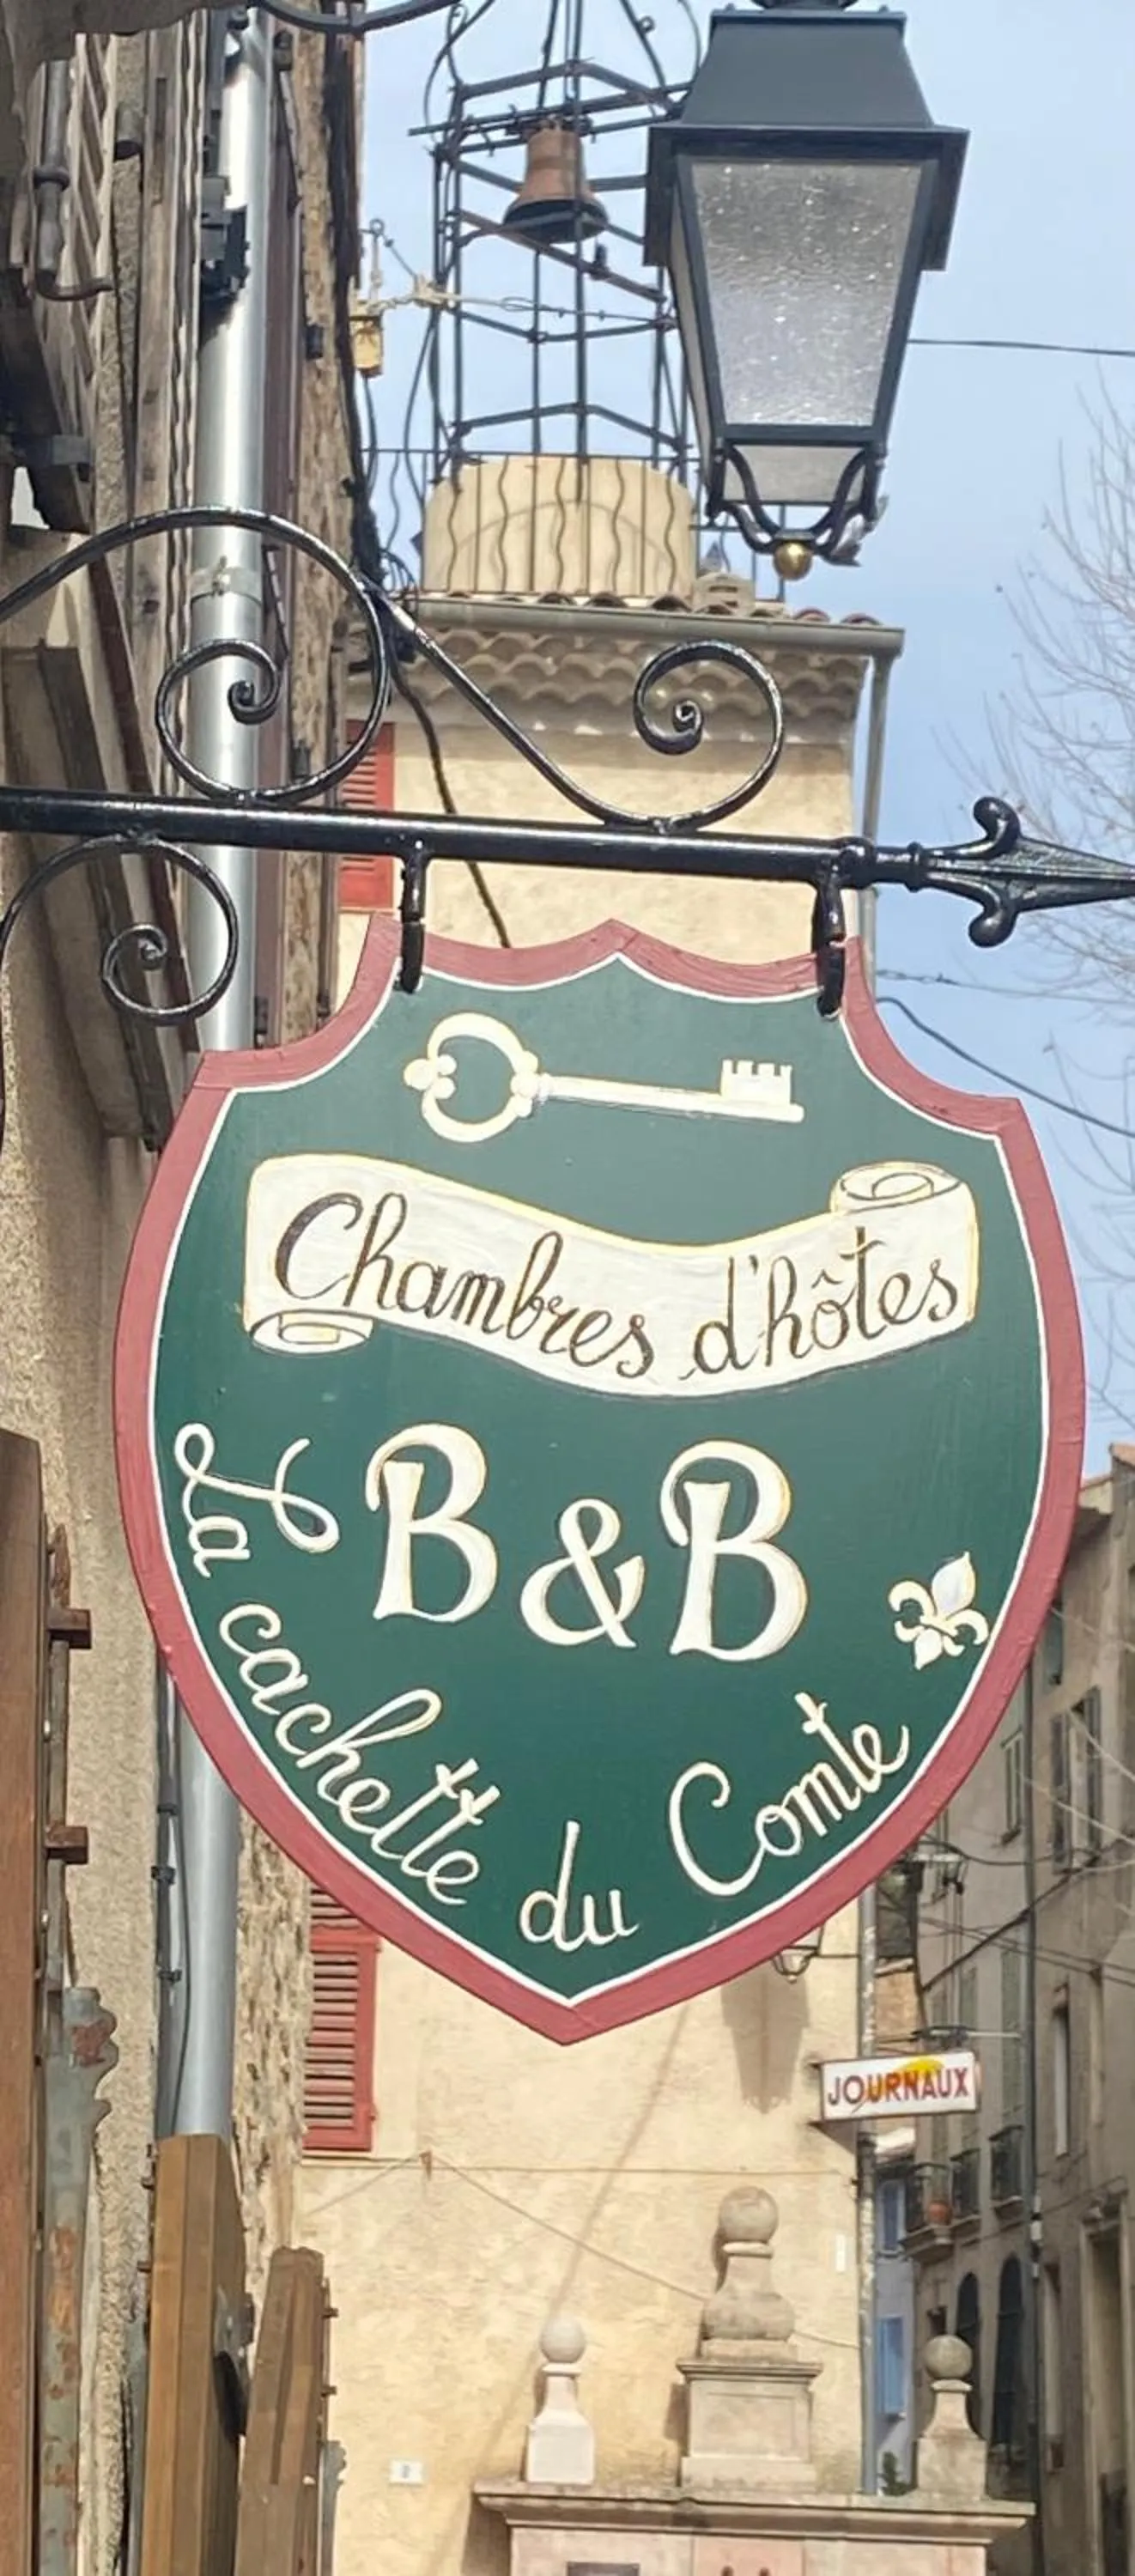 Chambres d'hôtes
B&B
La cachette du Comte
JOURNAUX